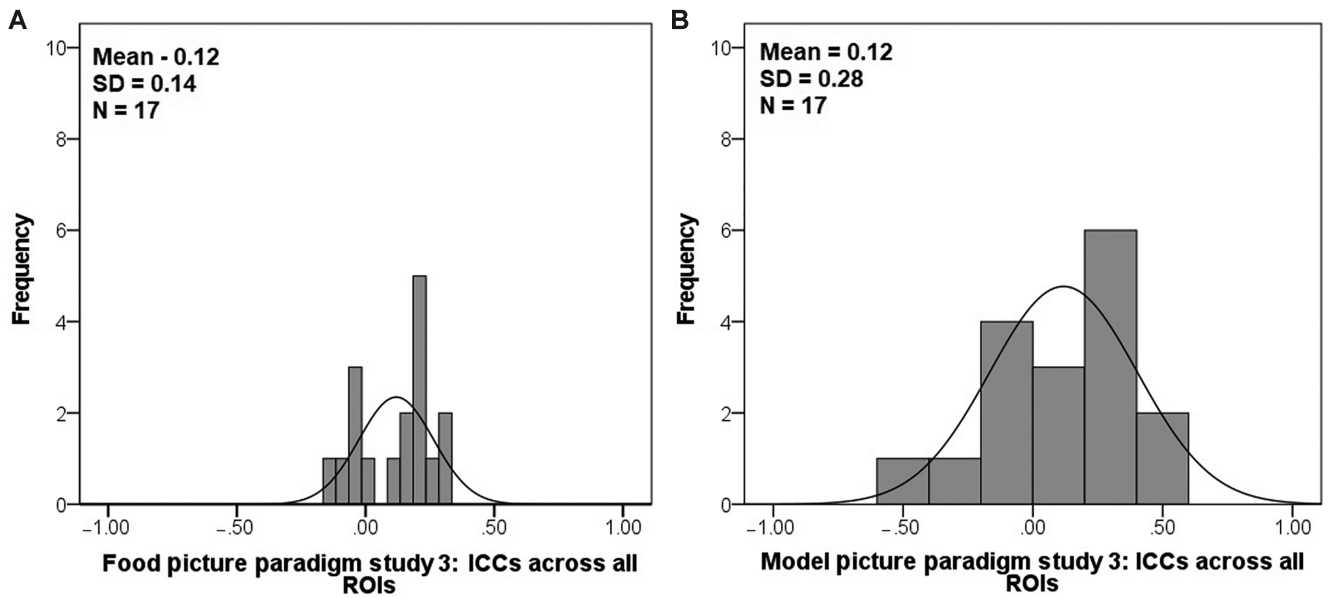 A
Mean - 0.12
SD = 0.14
N = 17
10
8
6
4
2
0
Frequency
−1.00 −.50 .00 .50 1.00
Food picture paradigm study 3: ICCs across all
ROIs
B
Mean = 0.12
SD = 0.28
N = 17
10
8
6
4
2
0
Frequency
−1.00 −.50 .00 .50 1.00
Model picture paradigm study 3: ICCs across all
ROIs